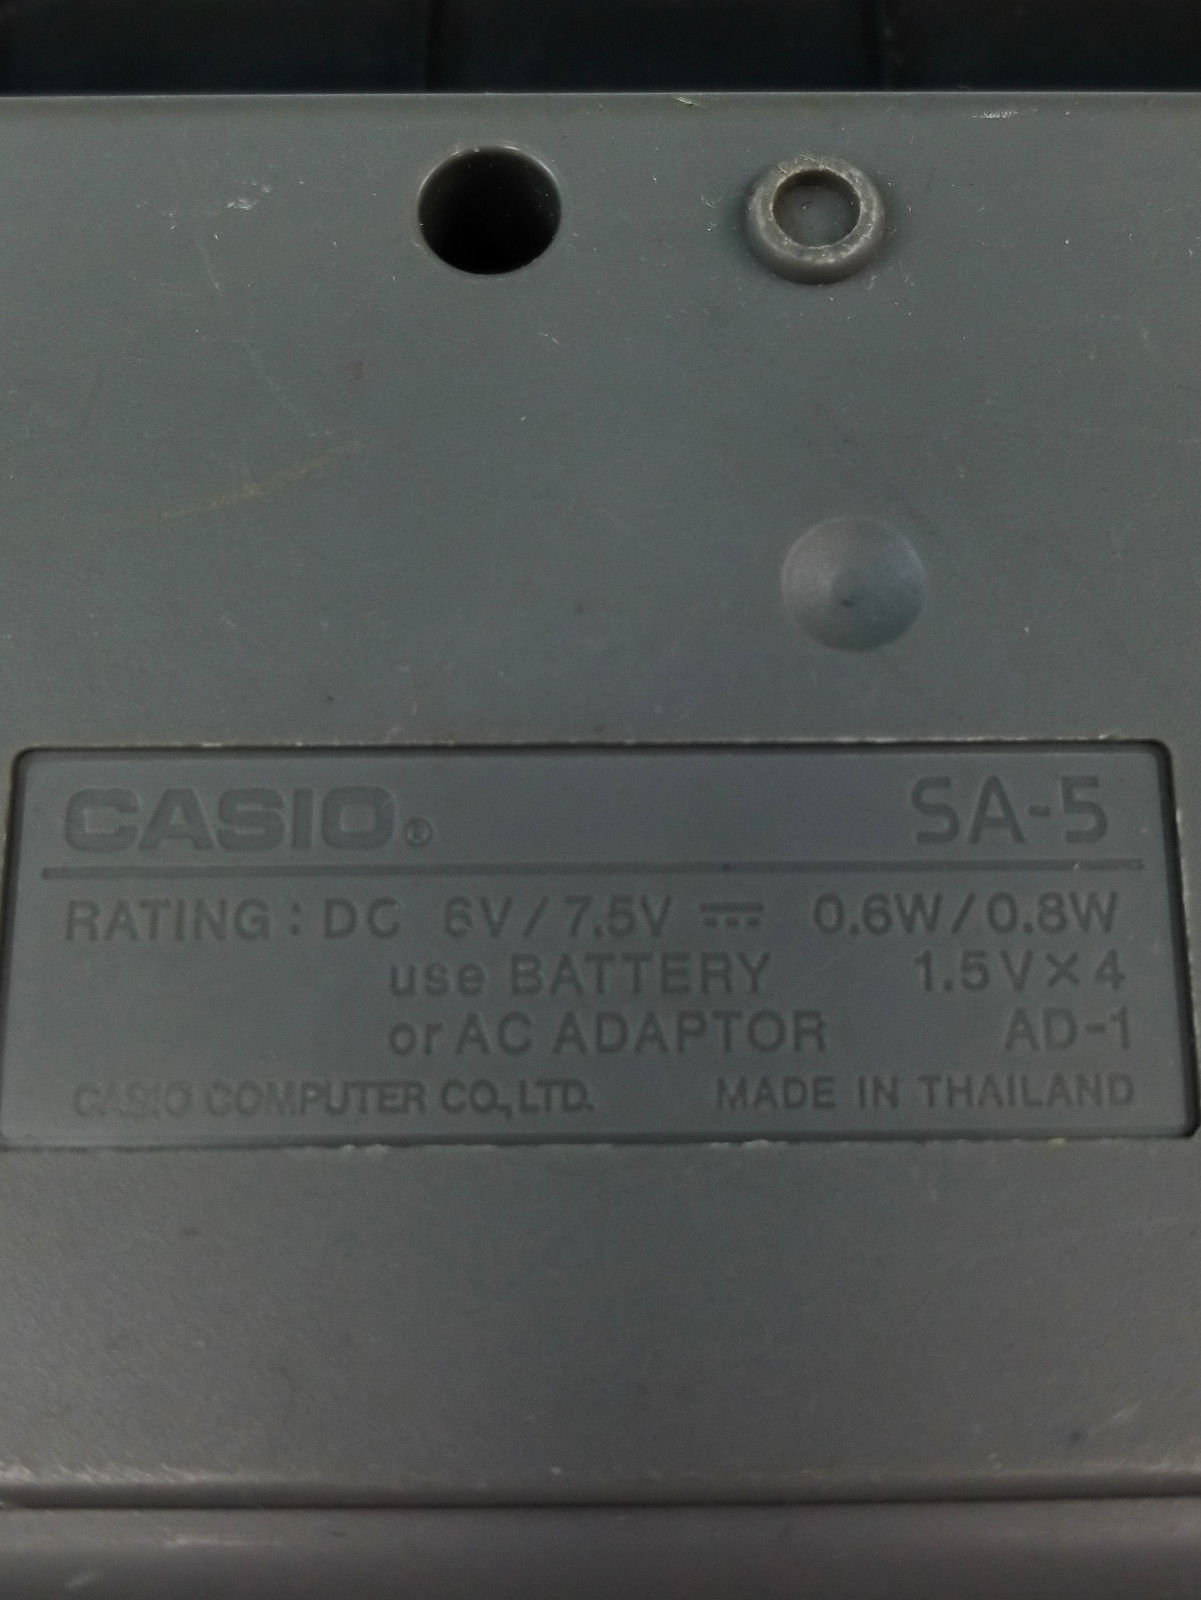 CASIO® SA-5
RATING : DC 6V/7.5V ⎓ 0.6W/0.8W
use BATTERY 1.5V×4
or AC ADAPTOR AD-1
CASIO COMPUTER CO.,LTD. MADE IN THAILAND